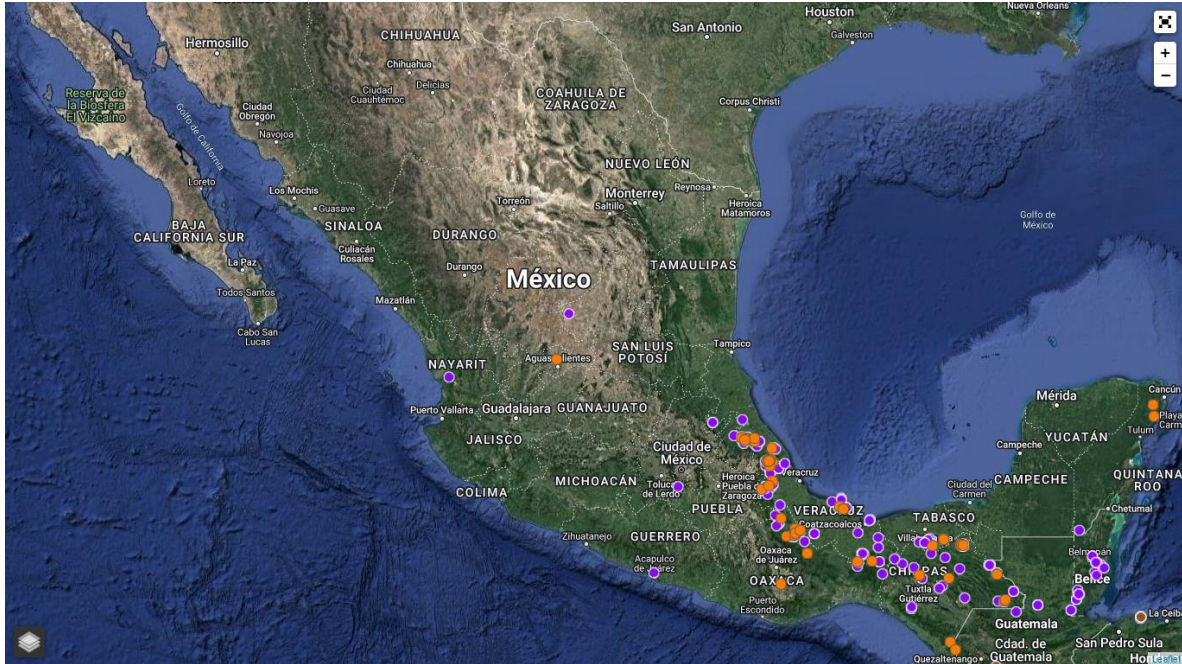 Houston
Nueva Orleans
San Antonio
Galveston
Hermosillo
CHIHUAHUA
Chihuahua
Ciudad
Cuauhtémoc
Delicias
COAHUILA DE
ZARAGOZA
Corpus Christi
Reserva de
la Biosfera
El Vizcaíno
Golfo de California
Ciudad
Obregón
Navojoa
NUEVO LEÓN
Loreto
Los Mochis
Guasave
Torreón
Monterrey
Saltillo
Reynosa
Heroica
Matamoros
BAJA
CALIFORNIA SUR
SINALOA
Culiacán
Rosales
DURANGO
Durango
Golfo de
México
La Paz
Todos Santos
Cabo San
Lucas
Mazatlán
México
TAMAULIPAS
SAN LUIS
POTOSÍ
Tampico
NAYARIT
Puerto Vallarta
Guadalajara
GUANAJUATO
JALISCO
COLIMA
MICHOACÁN
Ciudad de
México
Toluca
de Lerdo
Heroica
Puebla de
Zaragoza
PUEBLA
Veracruz
VERACRUZ
Coatzacoalcos
GUERRERO
Zihuatanejo
Acapulco
de Juárez
Oaxaca
de Juárez
OAXACA
Puerto
Escondido
TABASCO
CHIAPAS
Tuxtla
Gutiérrez
Ciudad del
Carmen
CAMPECHE
Campeche
Mérida
YUCATÁN
Cancún
Tulum
QUINTANA
ROO
Chetumal
Belmopán
Belice
Guatemala
Cdad. de
Guatemala
Quezaltenango
San Pedro Sula
La Ceiba
+
−
Leaflet